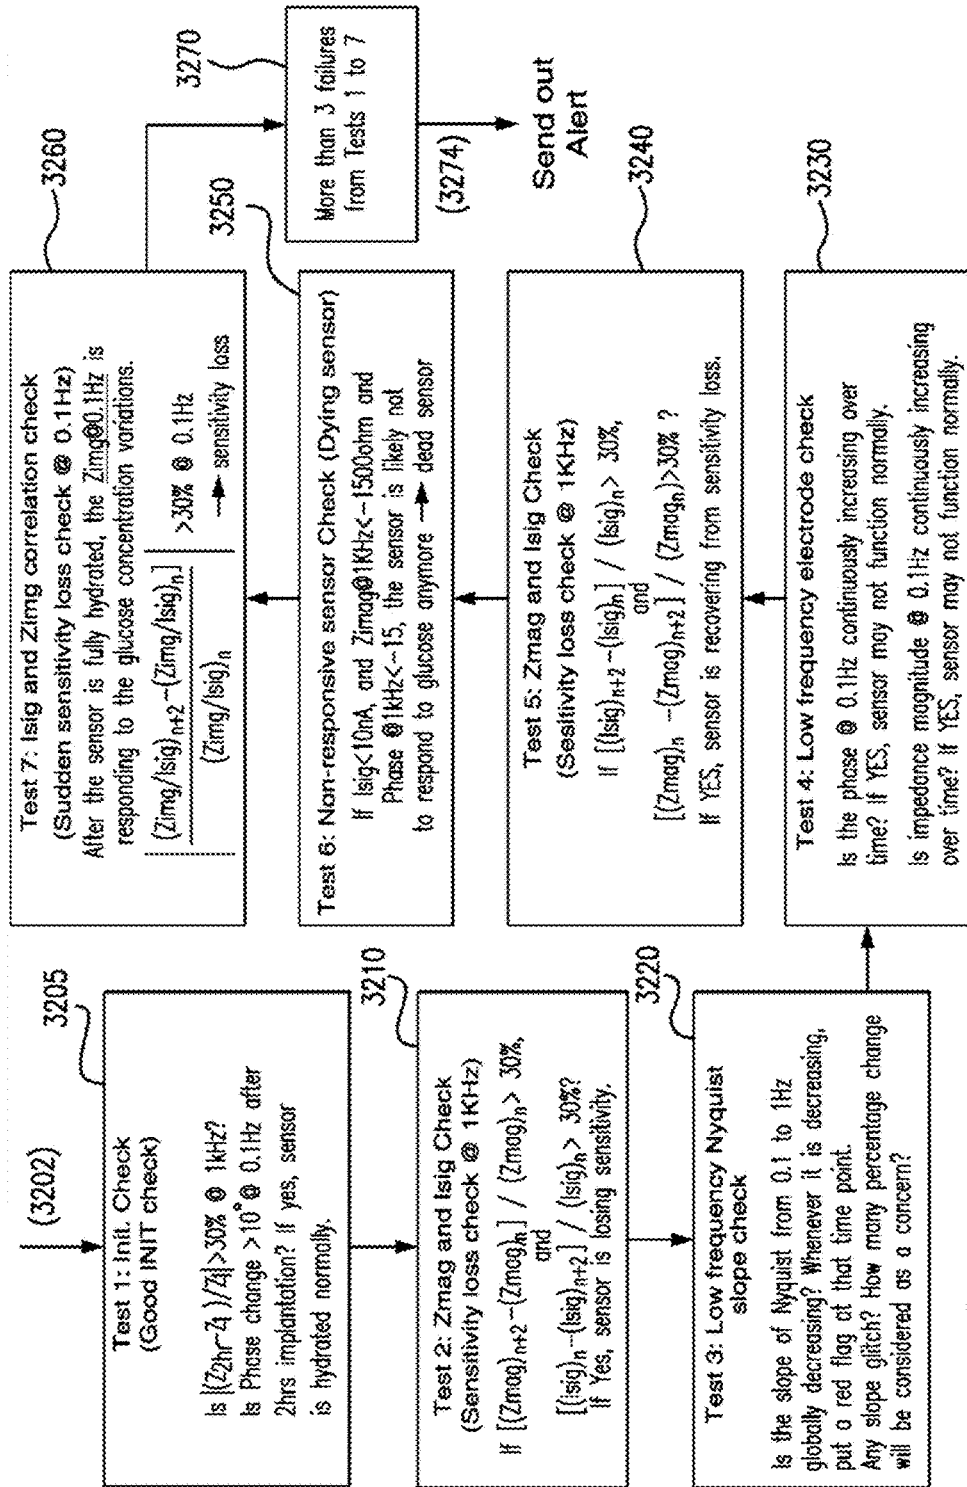 (3202)
3205
Test 1: Init. Check
(Good INIT check)
Is |(Z2hr-Zi)/Zi|>30% @ 1kHz?
Is Phase change >10° @ 0.1Hz after
2hrs implantation? If yes, sensor
is hydrated normally.
3210
Test 2: Zmag and Isig Check
(Sensitivity loss check @ 1KHz)
If [(Zmag)n+2-(Zmag)n] / (Zmag)n> 30%,
and
[(Isig)n-(Isig)n+2] / (Isig)n> 30%?
If Yes, sensor is losing sensitivity.
3220
Test 3: Low frequency Nyquist
slope check
Is the slope of Nyquist from 0.1 to 1Hz
globally decreasing? Whenever it is decreasing,
put a red flag at that time point.
Any slope glitch? How many percentage change
will be considered as a concern?
3230
Test 4: Low frequency electrode check
Is the phase @ 0.1Hz continuously increasing over
time? If YES, sensor may not function normally.
Is impedance magnitude @ 0.1Hz continuously increasing
over time? If YES, sensor may not function normally.
3240
Test 5: Zmag and Isig Check
(Sesitivity loss check @ 1KHz)
If [(Isig)n+2-(Isig)n] / (Isig)n> 30%,
and
[(Zmag)n -(Zmag)n+2] / (Zmagn)>30% ?
If YES, sensor is recovering from sensitivity loss.
3250
Test 6: Non-responsive sensor Check (Dying sensor)
If Isig<10nA, and Zimag@1KHz<-1500ohm and
Phase @1kHz<-15, the sensor is likely not
to respond to glucose anymore → dead sensor
3260
Test 7: Isig and Zimg correlation check
(Sudden sensitivity loss check @ 0.1Hz)
After the sensor is fully hydrated, the Zimg@0.1Hz is
responding to the glucose concentration variations.
(Zimg/Isig)n+2-(Zimg/Isig)n]
(Zimg/Isig)n
>30% @ 0.1Hz
→ sensitivity loss
3270
More than 3 failures
from Tests 1 to 7
(3274)
Send out
Alert